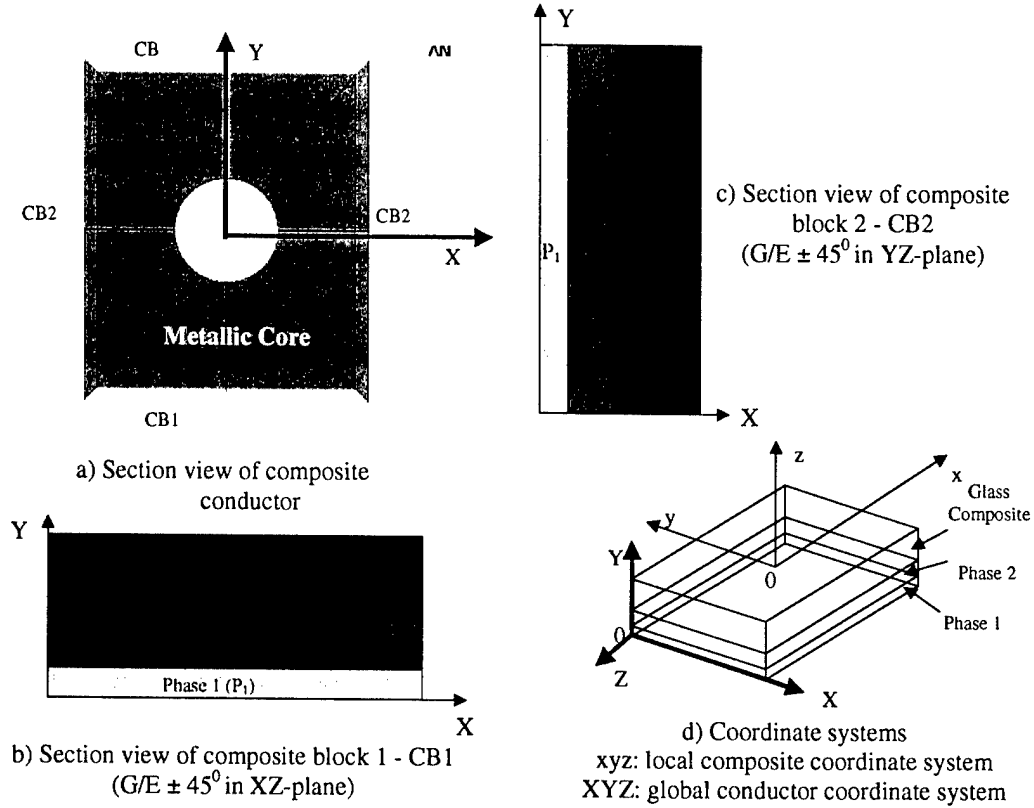 CB
Y
CB2
CB2
X
Metallic Core
CB1
a) Section view of composite
conductor
Y
P₁
X
c) Section view of composite
block 2 - CB2
(G/E ± 45⁰ in YZ-plane)
Y
Phase 1 (P₁)
X
b) Section view of composite block 1 - CB1
(G/E ± 45⁰ in XZ-plane)
z
x
Glass
Composite
y
Y
0
Phase 2
0
Phase 1
Z
X
d) Coordinate systems
xyz: local composite coordinate system
XYZ: global conductor coordinate system